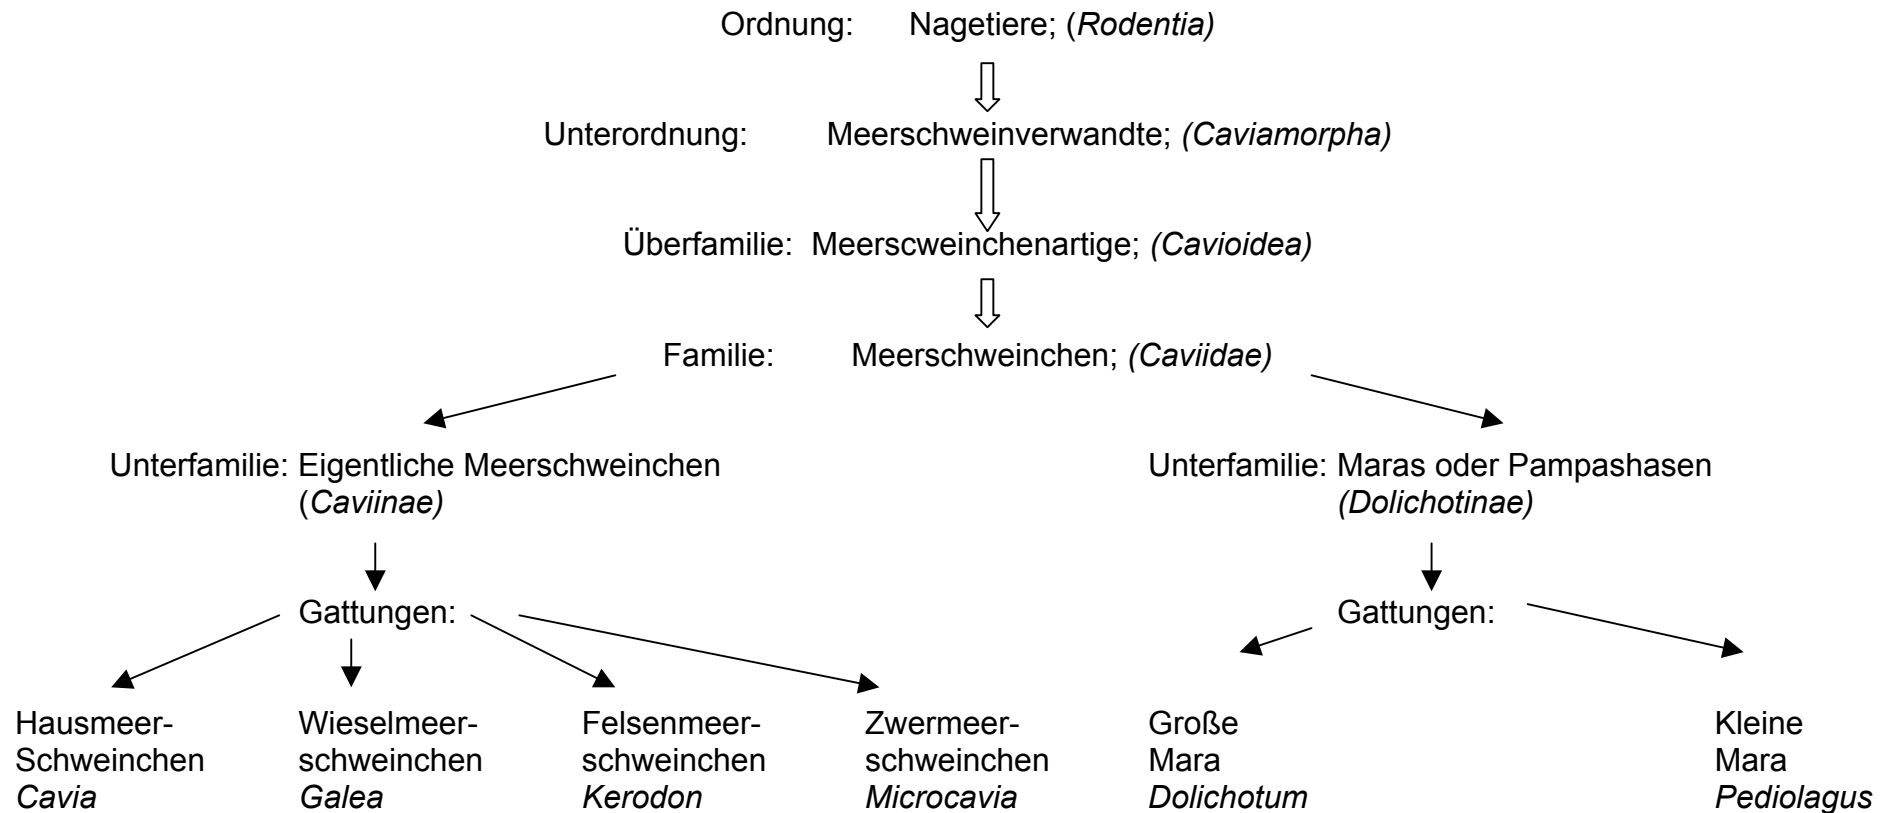 Ordnung: Nagetiere; (Rodentia)
Unterordnung: Meerschweinverwandte; (Caviamorpha)
Überfamilie: Meerscweinchenartige; (Cavioidea)
Familie: Meerschweinchen; (Caviidae)
Unterfamilie: Eigentliche Meerschweinchen
(Caviinae)
Unterfamilie: Maras oder Pampashasen
(Dolichotinae)
Gattungen:
Gattungen:
Hausmeer-
Schweinchen
Cavia
Wieselmeer-
schweinchen
Galea
Felsenmeer-
schweinchen
Kerodon
Zwermeer-
schweinchen
Microcavia
Große
Mara
Dolichotum
Kleine
Mara
Pediolagus